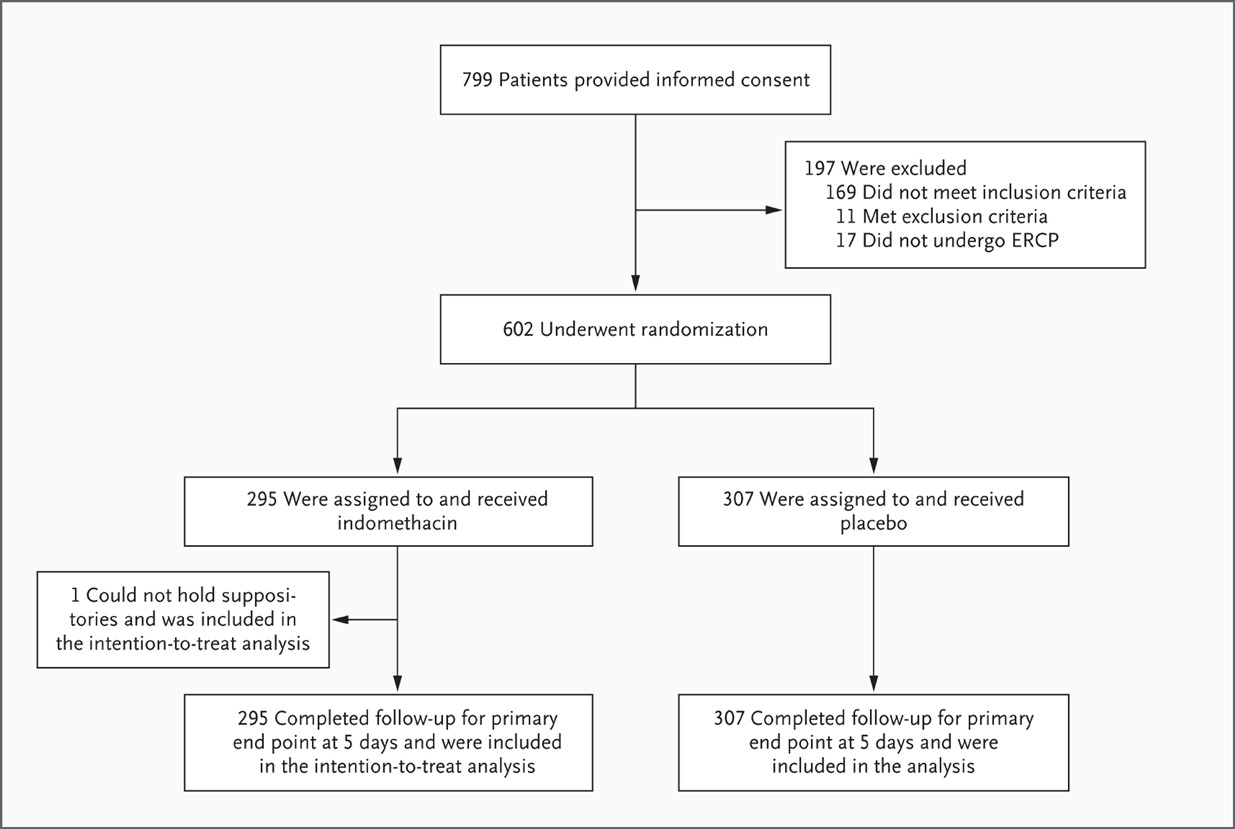 799 Patients provided informed consent
197 Were excluded
169 Did not meet inclusion criteria
11 Met exclusion criteria
17 Did not undergo ERCP
602 Underwent randomization
295 Were assigned to and received
indomethacin
307 Were assigned to and received
placebo
1 Could not hold supposi-
tories and was included in
the intention-to-treat analysis
295 Completed follow-up for primary
end point at 5 days and were included
in the intention-to-treat analysis
307 Completed follow-up for primary
end point at 5 days and were
included in the analysis